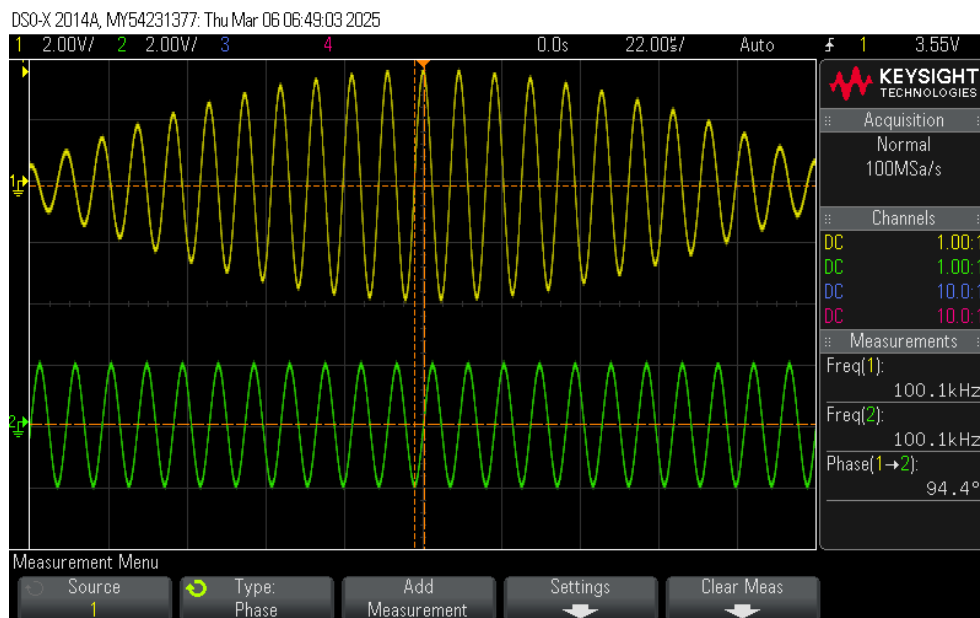 DSO-X 2014A, MY54231377: Thu Mar 06 06:49:03 2025
1 2.00V/ 2 2.00V/ 3 4 0.0s 22.00µs/ Auto 1 3.55V
KEYSIGHT
TECHNOLOGIES
Acquisition
Normal
100MSa/s
Channels
DC 1.00:1
DC 1.00:1
DC 10.0:1
DC 10.0:1
Measurements
Freq(1):
100.1kHz
Freq(2):
100.1kHz
Phase(1→2):
94.4°
1
2
Measurement Menu
Source
1
Type:
Phase
Add
Measurement
Settings
Clear Meas